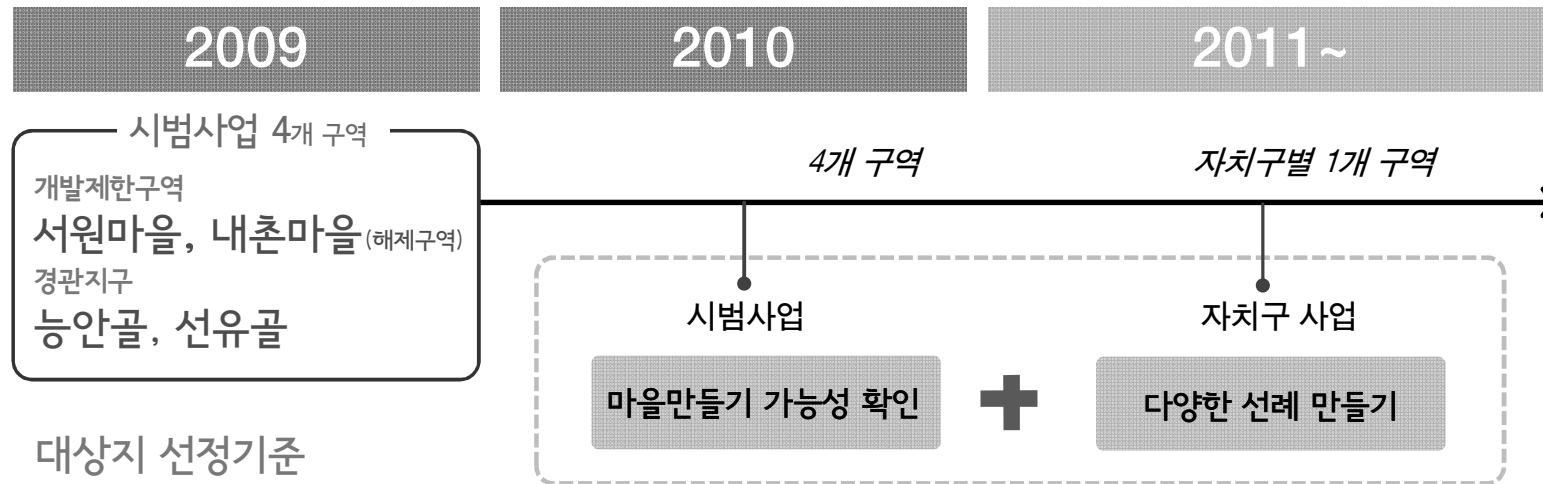 2009
2010
2011~
시범사업 4개 구역
개발제한구역
서원마을, 내촌마을(해제구역)
경관지구
능안골, 선유골
대상지 선정기준
4개 구역
자치구별 1개 구역
시범사업
자치구 사업
마을만들기 가능성 확인
다양한 선례 만들기